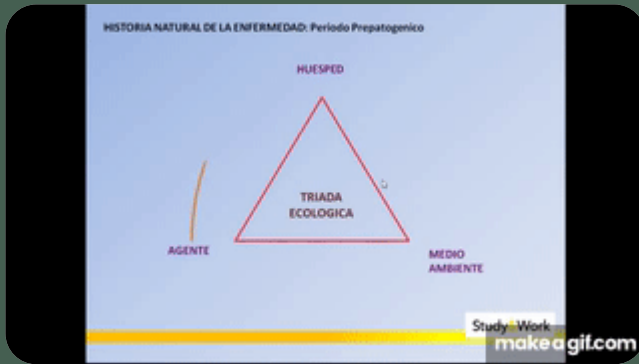 HISTORIA NATURAL DE LA ENFERMEDAD: Periodo Prepatogenico
HUESPED
TRIADA
ECOLOGICA
AGENTE
MEDIO
AMBIENTE
Study Work
makeagif.com